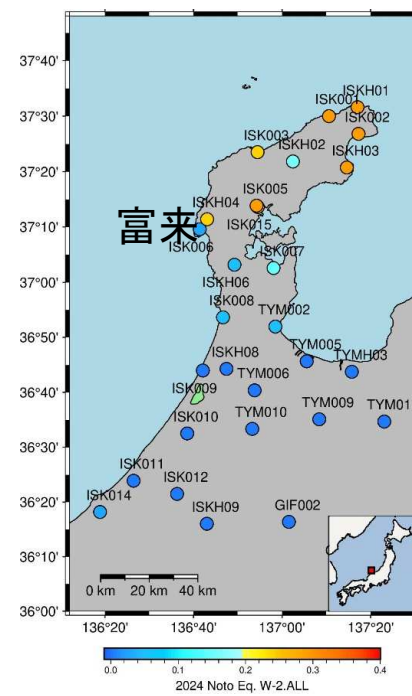 37°40'
37°30'
37°20'
37°10'
37°00'
36°50'
36°40'
36°30'
36°20'
36°10'
36°00'
ISKH01
ISK001
ISK002
ISK003
ISKH02
ISKH03
ISK005
ISKH04
富来
ISK015
ISK006
ISK007
ISKH06
ISK008
TYM002
TYM005
ISKH08
TYMH03
TYM006
ISK009
ISK010
TYM010
TYM009
TYM01
ISK011
ISK012
ISK014
ISKH09
GIF002
0 km 20 km 40 km
136°20' 136°40' 137°00' 137°20'
0.0 0.1 0.2 0.3 0.4
2024 Noto Eq. W-2.ALL